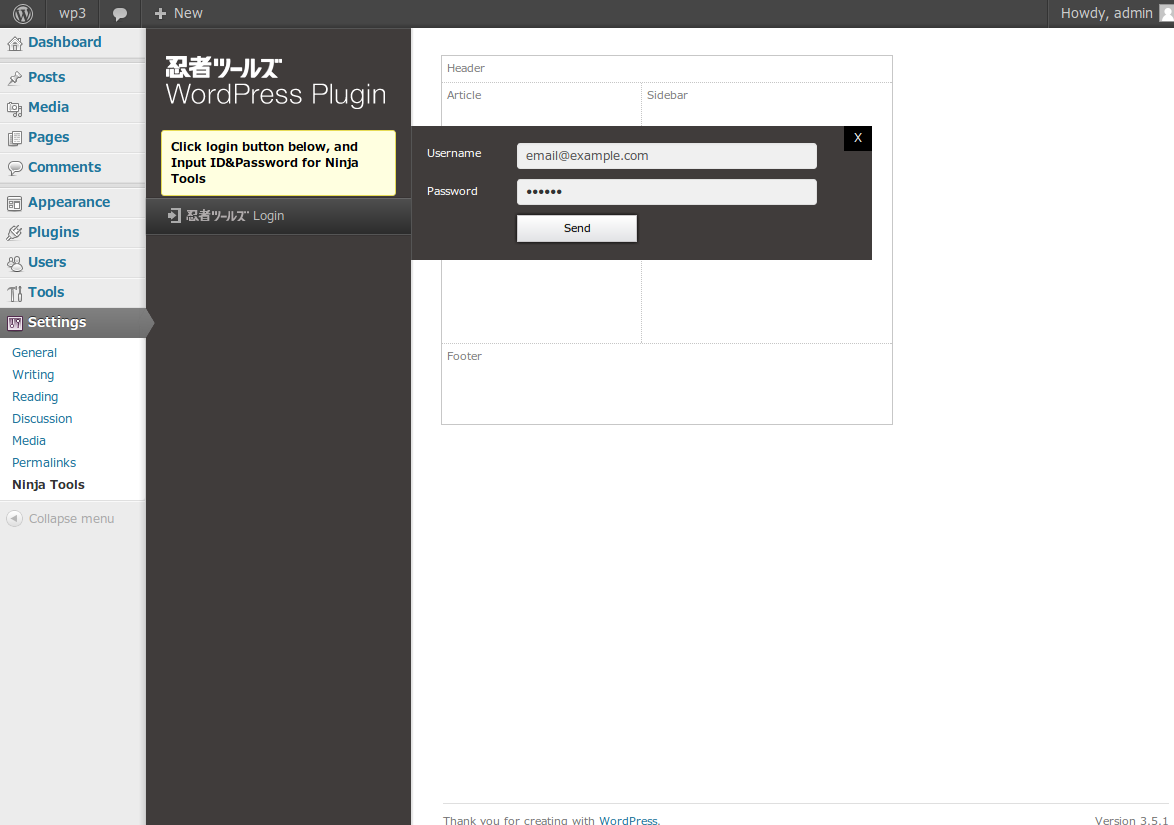 wp3
New
Howdy, admin
Dashboard
Posts
Media
Pages
Comments
Appearance
Plugins
Users
Tools
Settings
General
Writing
Reading
Discussion
Media
Permalinks
Ninja Tools
Collapse menu
忍者ツールズ
WordPress Plugin
Click login button below, and
Input ID&Password for Ninja
Tools
忍者ツールズ Login
Header
Article
Sidebar
X
Username
email@example.com
Password
••••••
Send
Footer
Thank you for creating with WordPress.
Version 3.5.1